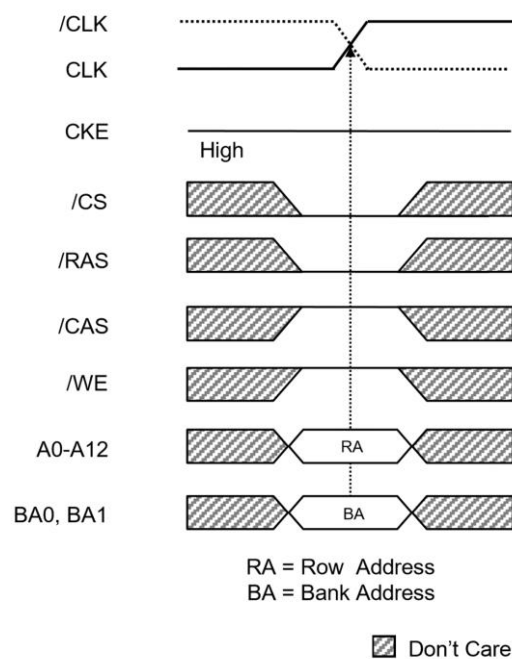 /CLK
CLK
CKE
High
/CS
/RAS
/CAS
/WE
A0-A12
RA
BA0, BA1
BA
RA = Row Address
BA = Bank Address
Don't Care